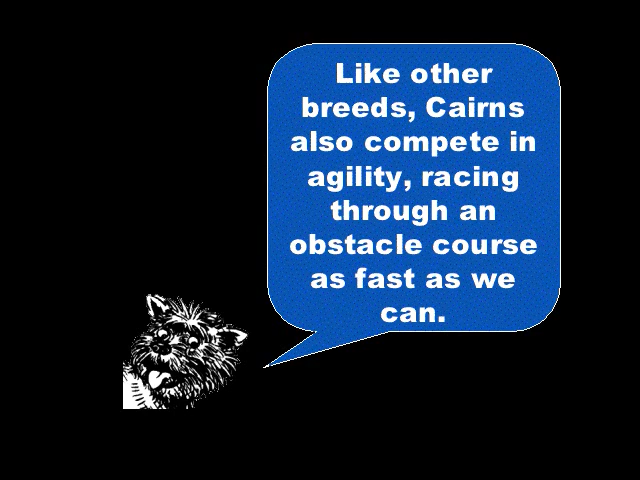 Like other
breeds, Cairns
also compete in
agility, racing
through an
obstacle course
as fast as we
can.